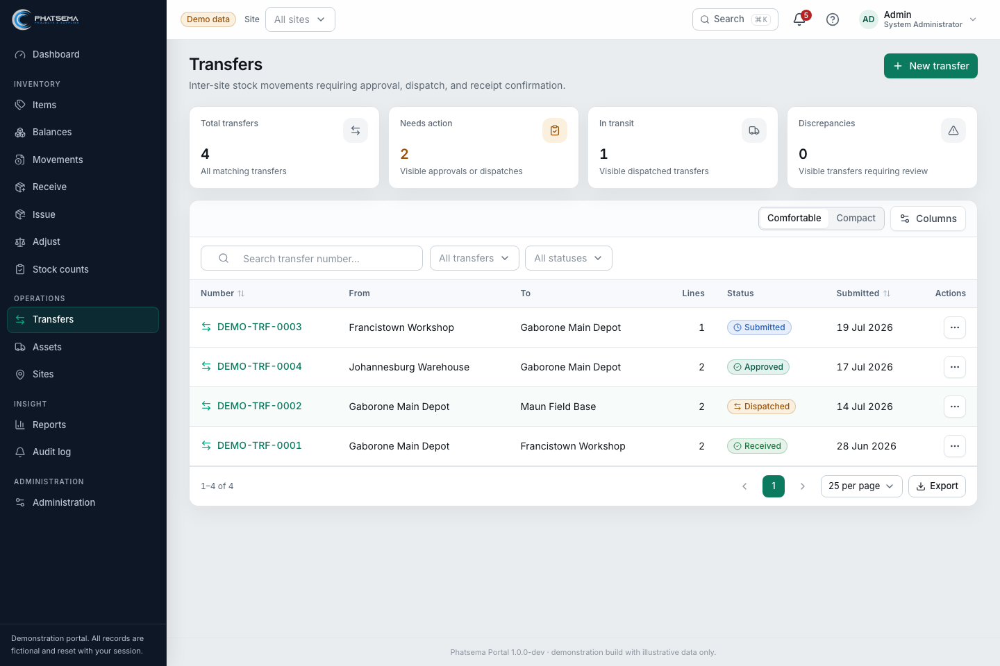 PHATSEMA
Demo data
Site
All sites
Search
⌘K
5
AD
Admin
System Administrator
Dashboard
INVENTORY
Items
Balances
Movements
Receive
Issue
Adjust
Stock counts
OPERATIONS
Transfers
Assets
Sites
INSIGHT
Reports
Audit log
ADMINISTRATION
Administration
Demonstration portal. All records are
fictional and reset with your session.
Transfers
Inter-site stock movements requiring approval, dispatch, and receipt confirmation.
New transfer
Total transfers
4
All matching transfers
Needs action
2
Visible approvals or dispatches
In transit
1
Visible dispatched transfers
Discrepancies
0
Visible transfers requiring review
Comfortable Compact Columns
Search transfer number... All transfers All statuses
Number From To Lines Status Submitted Actions
DEMO-TRF-0003 Francistown Workshop Gaborone Main Depot 1 Submitted 19 Jul 2026
DEMO-TRF-0004 Johannesburg Warehouse Gaborone Main Depot 2 Approved 17 Jul 2026
DEMO-TRF-0002 Gaborone Main Depot Maun Field Base 2 Dispatched 14 Jul 2026
DEMO-TRF-0001 Gaborone Main Depot Francistown Workshop 2 Received 28 Jun 2026
1–4 of 4 1 25 per page Export
Phatsema Portal 1.0.0-dev · demonstration build with illustrative data only.